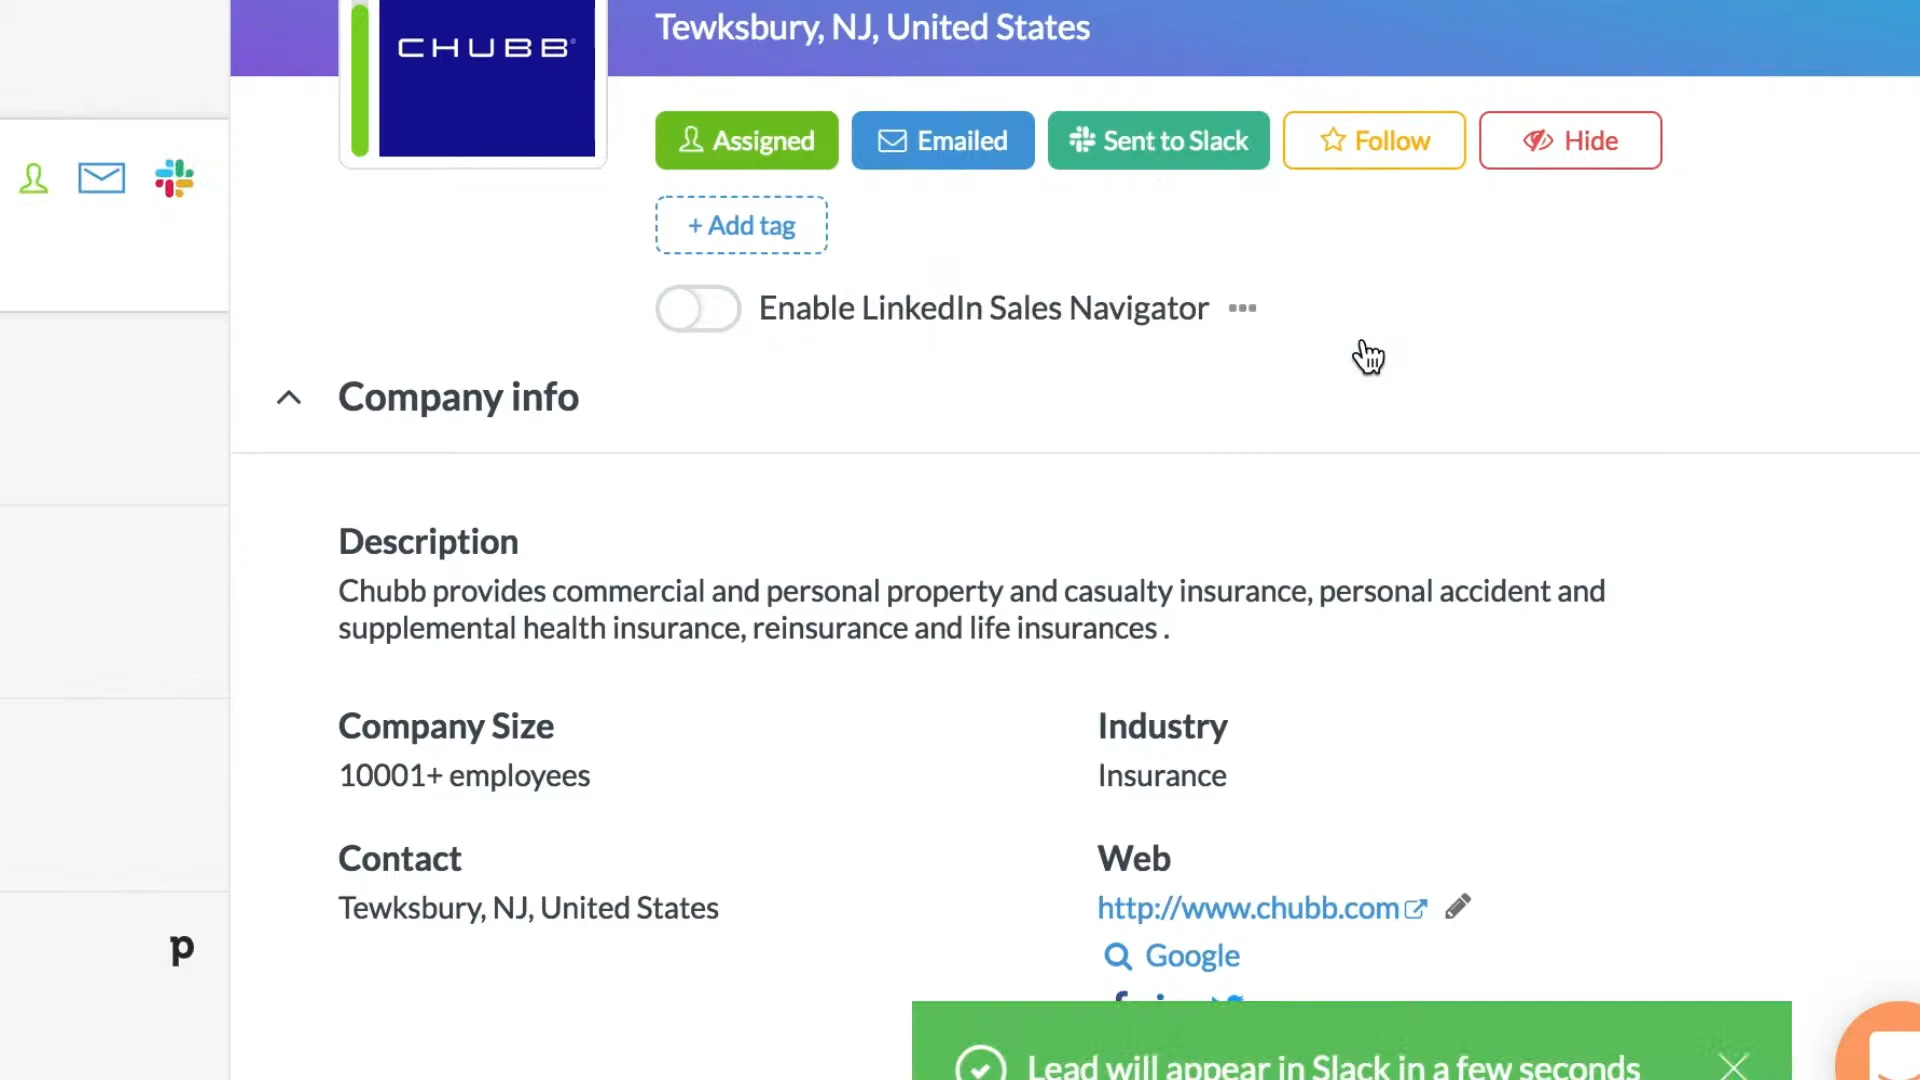 Tewksbury, NJ, United States
CHUBB
Assigned
Emailed
Sent to Slack
Follow
Hide
+ Add tag
Enable LinkedIn Sales Navigator
Company info
Description
Chubb provides commercial and personal property and casualty insurance, personal accident and
supplemental health insurance, reinsurance and life insurances .
Company Size
10001+ employees
Industry
Insurance
Contact
Tewksbury, NJ, United States
Web
http://www.chubb.com
Google
p
Lead will appear in Slack in a few seconds